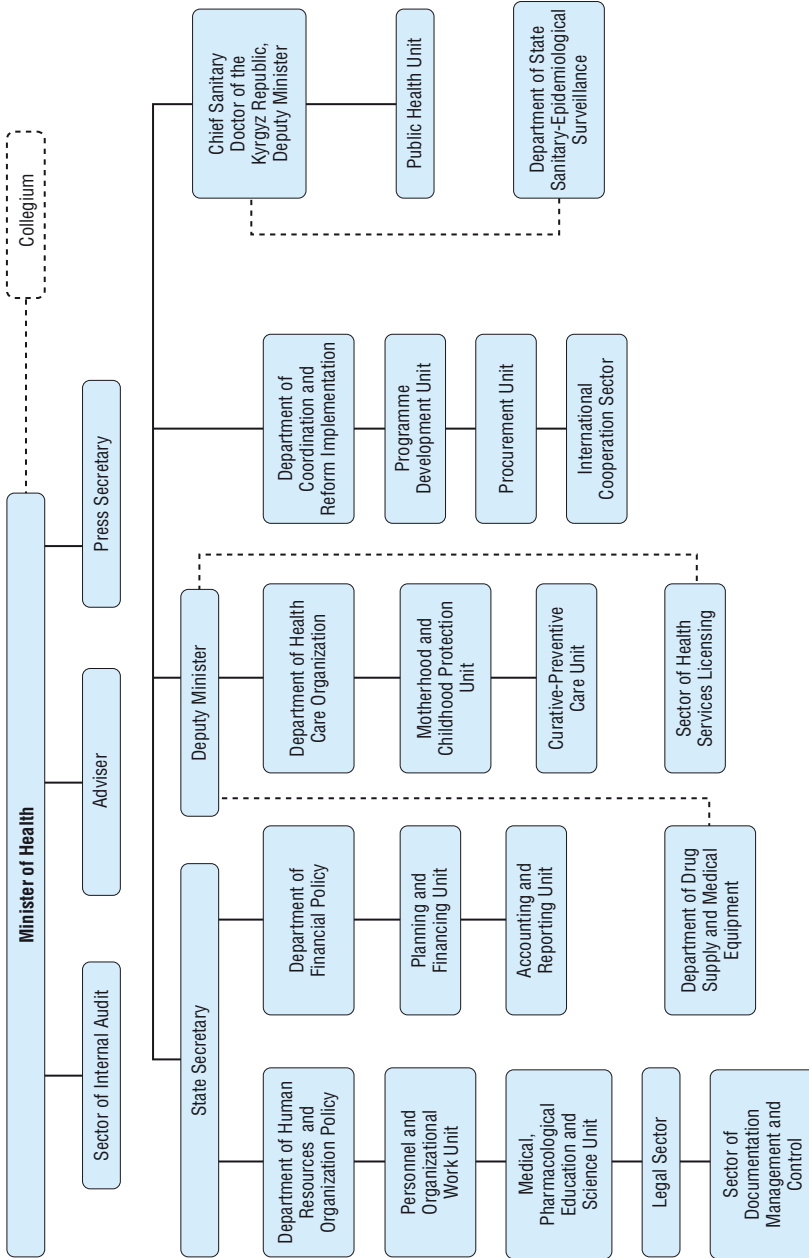 Minister of Health
Collegium
Sector of Internal Audit
Adviser
Press Secretary
State Secretary
Department of Human
Resources and
Organization Policy
Personnel and
Organizational
Work Unit
Medical,
Pharmacological
Education and
Science Unit
Legal Sector
Sector of
Documentation
Management and
Control
Department of
Financial Policy
Planning and
Financing Unit
Accounting and
Reporting Unit
Deputy Minister
Department of Health
Care Organization
Motherhood and
Childhood Protection
Unit
Curative-Preventive
Care Unit
Department of Drug
Supply and Medical
Equipment
Sector of Health
Services Licensing
Department of
Coordination and
Reform Implementation
Programme
Development Unit
Procurement Unit
International
Cooperation Sector
Chief Sanitary
Doctor of the
Kyrgyz Republic,
Deputy Minister
Public Health Unit
Department of State
Sanitary-Epidemiological
Surveillance